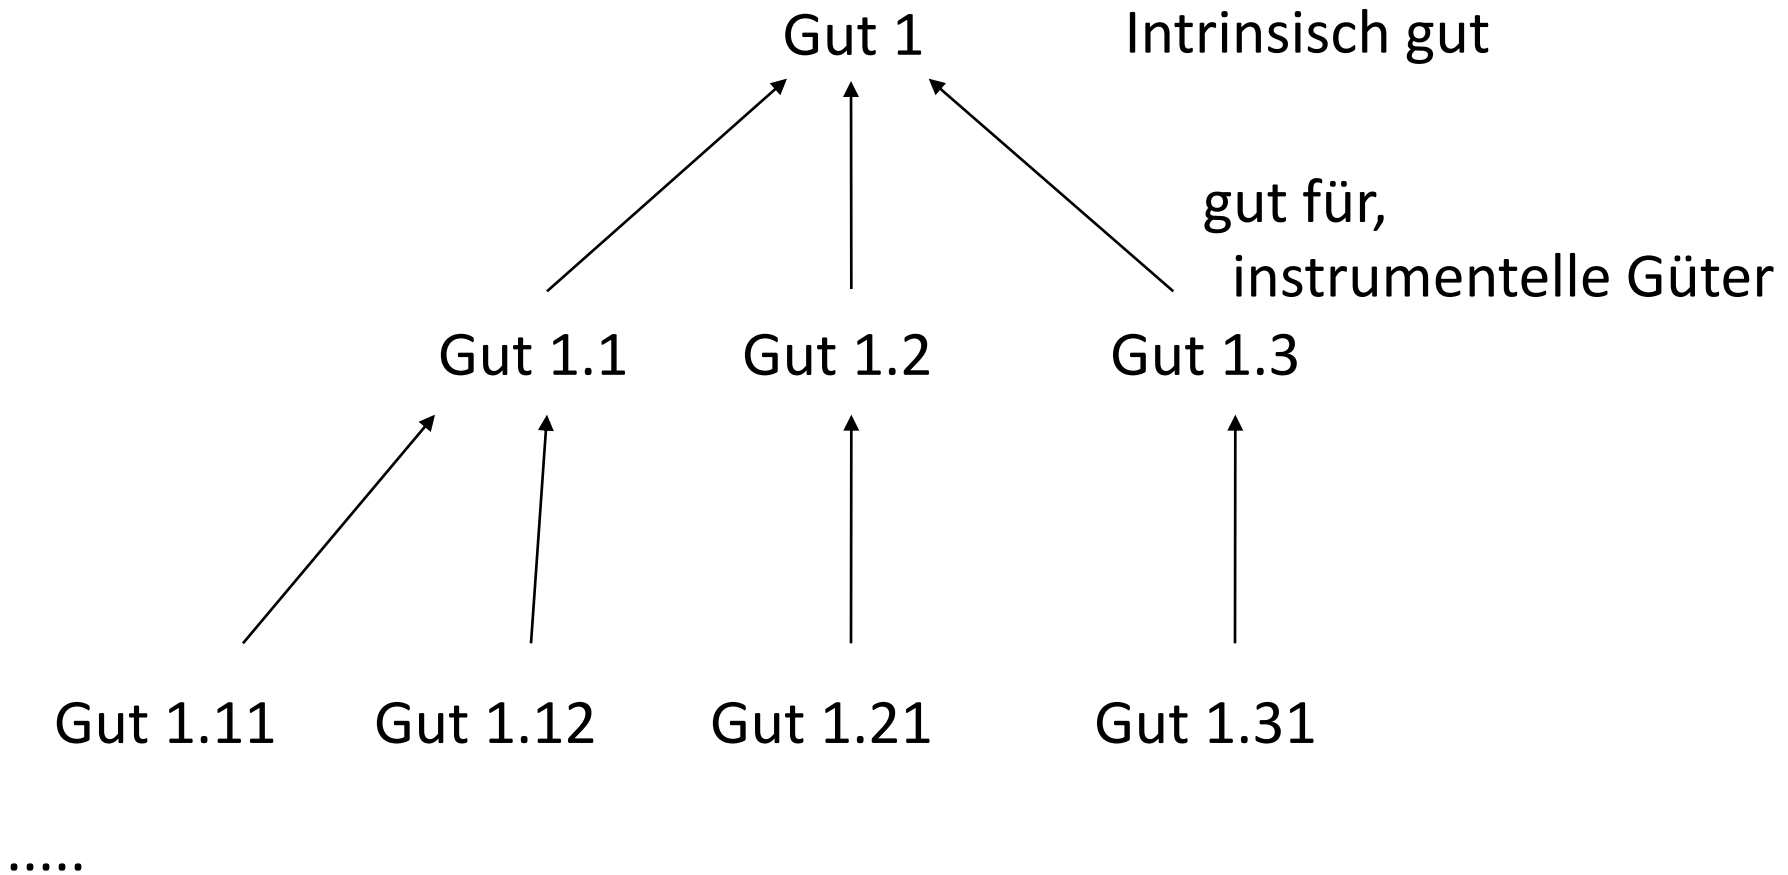 Gut 1
Intrinsisch gut
gut für,
instrumentelle Güter
Gut 1.1
Gut 1.2
Gut 1.3
Gut 1.11
Gut 1.12
Gut 1.21
Gut 1.31
.....